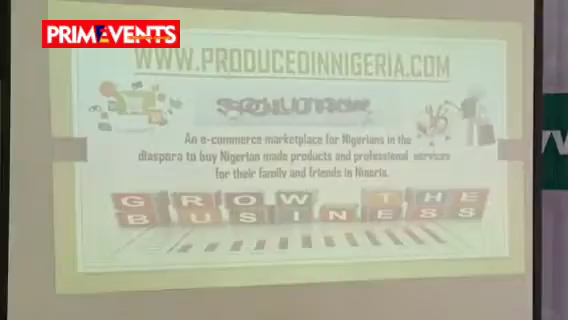 PRIMEVENTS
WWW.PRODUCEDINNIGERIA.COM
SOLUTION
An e-commerce marketplace for Nigerians in the
diaspora to buy Nigerian made products and professional services
for their family and friends in Nigeria.
GROW THE
BUSINESS